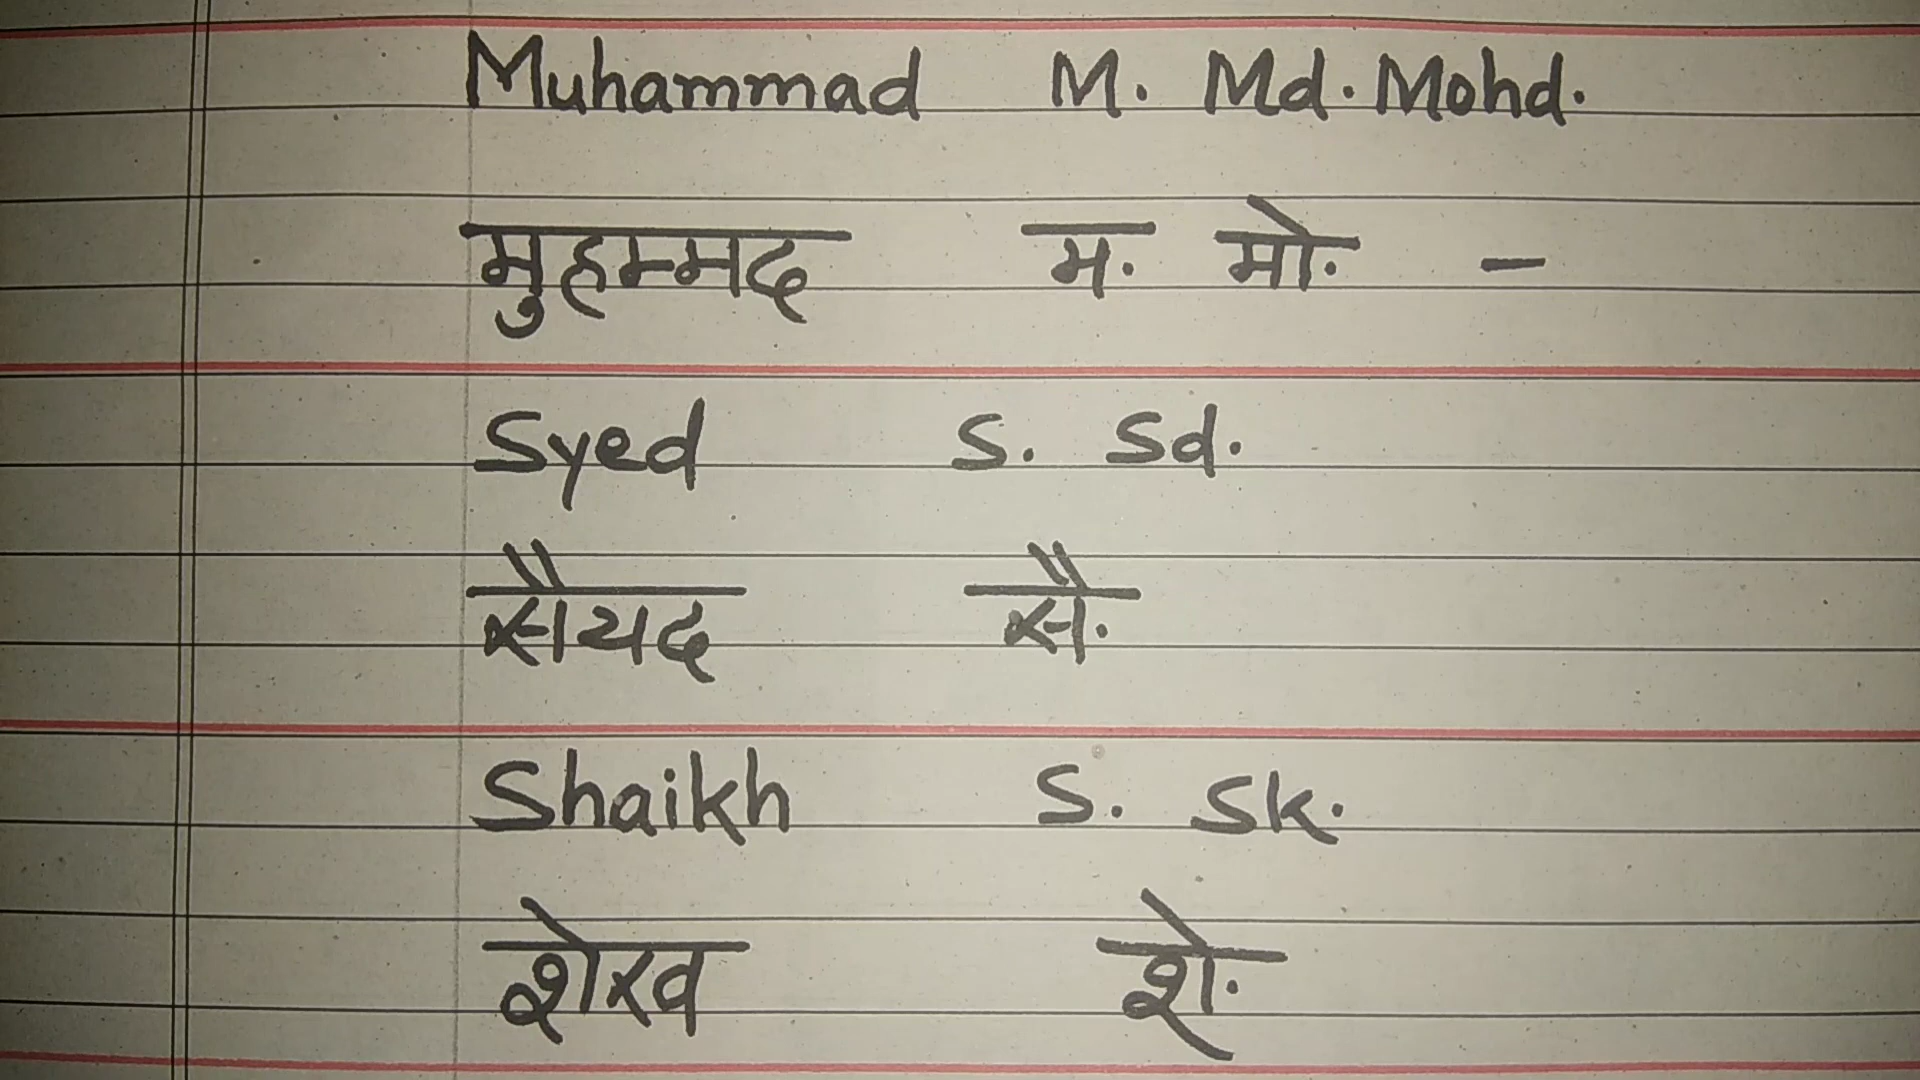 Muhammad M. Md. Mohd.
मुहम्मद म. मो. –
Syed S. Sd.
सैयद सै.
Shaikh S. Sk.
शेख शे.